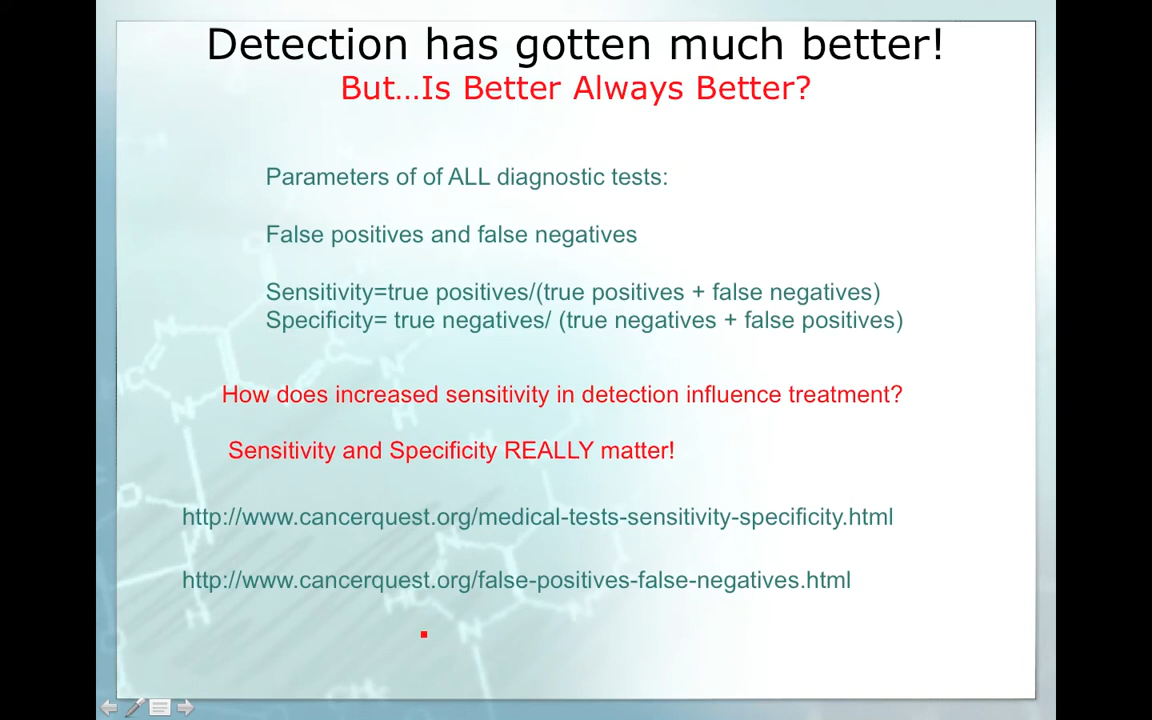 Detection has gotten much better!
But...Is Better Always Better?
Parameters of of ALL diagnostic tests:
False positives and false negatives
Sensitivity=true positives/(true positives + false negatives)
Specificity= true negatives/ (true negatives + false positives)
How does increased sensitivity in detection influence treatment?
Sensitivity and Specificity REALLY matter!
http://www.cancerquest.org/medical-tests-sensitivity-specificity.html
http://www.cancerquest.org/false-positives-false-negatives.html